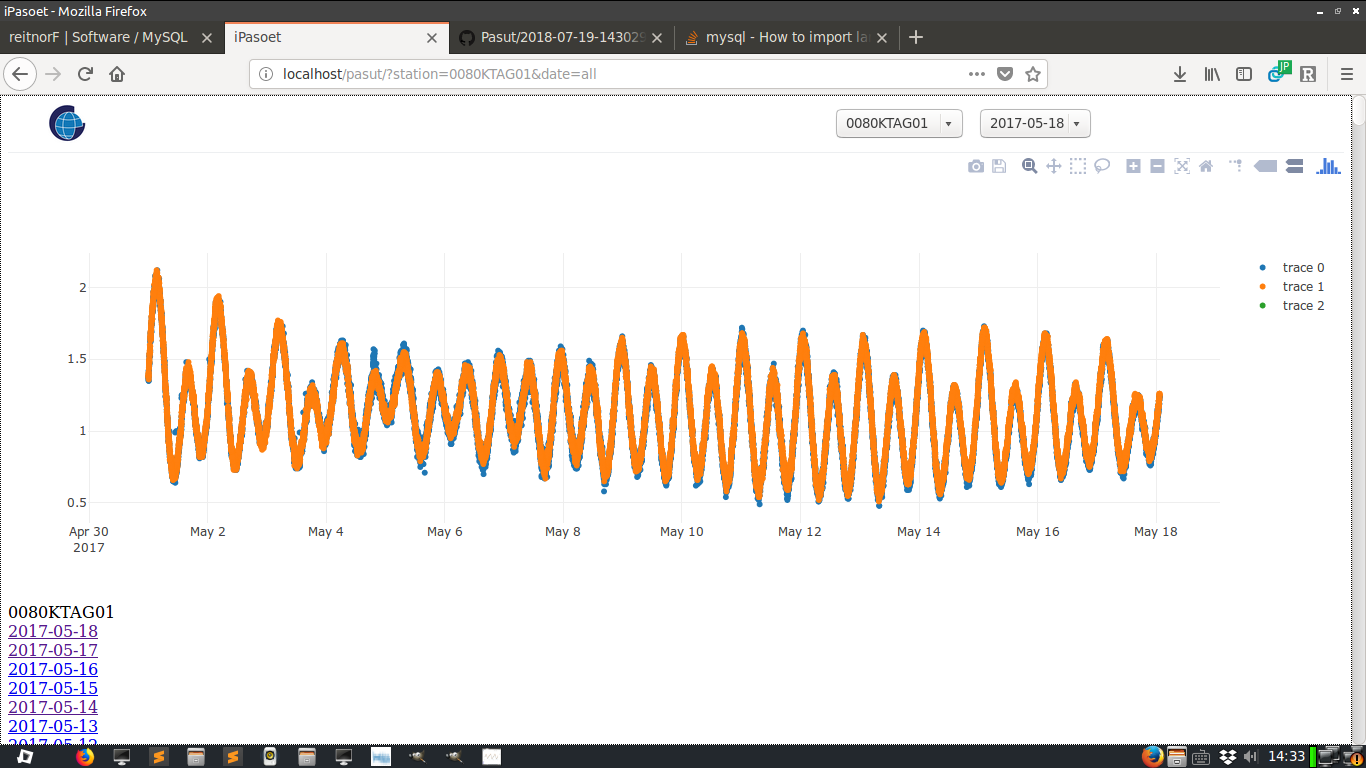 iPasoet - Mozilla Firefox
reitnorF | Software / MySQL
iPasoet
Pasut/2018-07-19-143029
mysql - How to import la
localhost/pasut/?station=0080KTAG01&date=all
JP
R
0080KTAG01
2017-05-18
trace 0
trace 1
trace 2
2
1.5
1
0.5
Apr 30
2017
May 2
May 4
May 6
May 8
May 10
May 12
May 14
May 16
May 18
0080KTAG01
2017-05-18
2017-05-17
2017-05-16
2017-05-15
2017-05-14
2017-05-13
2017-05-12
14:33